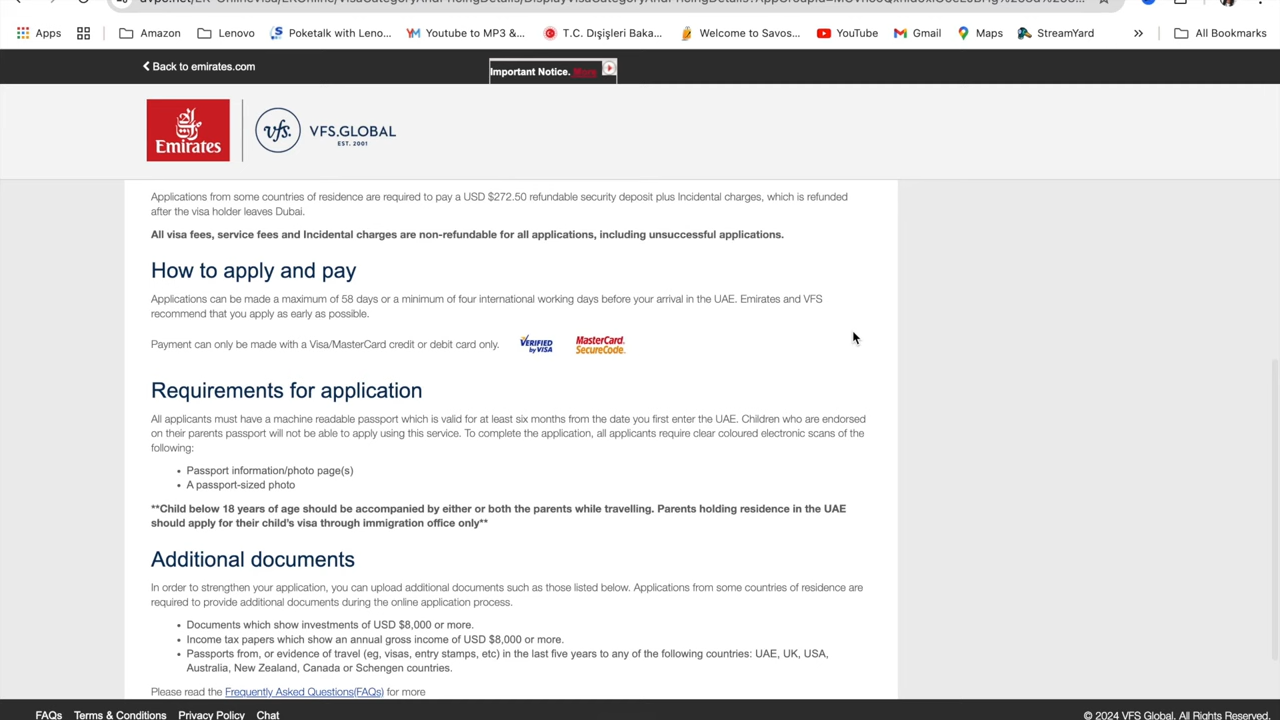 Apps
Amazon
Lenovo
Poketalk with Leno...
Youtube to MP3 &...
T.C. Dışişleri Baka...
Welcome to Savos...
YouTube
Gmail
Maps
StreamYard
»
All Bookmarks
Back to emirates.com
Important Notice. More
Emirates
vfs.
VFS.GLOBAL
EST. 2001
Applications from some countries of residence are required to pay a USD $272.50 refundable security deposit plus Incidental charges, which is refunded
after the visa holder leaves Dubai.
All visa fees, service fees and Incidental charges are non-refundable for all applications, including unsuccessful applications.
How to apply and pay
Applications can be made a maximum of 58 days or a minimum of four international working days before your arrival in the UAE. Emirates and VFS
recommend that you apply as early as possible.
Payment can only be made with a Visa/MasterCard credit or debit card only.
VERIFIED
by VISA
MasterCard.
SecureCode.
Requirements for application
All applicants must have a machine readable passport which is valid for at least six months from the date you first enter the UAE. Children who are endorsed
on their parents passport will not be able to apply using this service. To complete the application, all applicants require clear coloured electronic scans of the
following:
• Passport information/photo page(s)
• A passport-sized photo
**Child below 18 years of age should be accompanied by either or both the parents while travelling. Parents holding residence in the UAE
should apply for their child's visa through immigration office only**
Additional documents
In order to strengthen your application, you can upload additional documents such as those listed below. Applications from some countries of residence are
required to provide additional documents during the online application process.
• Documents which show investments of USD $8,000 or more.
• Income tax papers which show an annual gross income of USD $8,000 or more.
• Passports from, or evidence of travel (eg, visas, entry stamps, etc) in the last five years to any of the following countries: UAE, UK, USA,
Australia, New Zealand, Canada or Schengen countries.
Please read the Frequently Asked Questions(FAQs) for more
FAQs
Terms & Conditions
Privacy Policy
Chat
© 2024 VFS Global. All Rights Reserved.